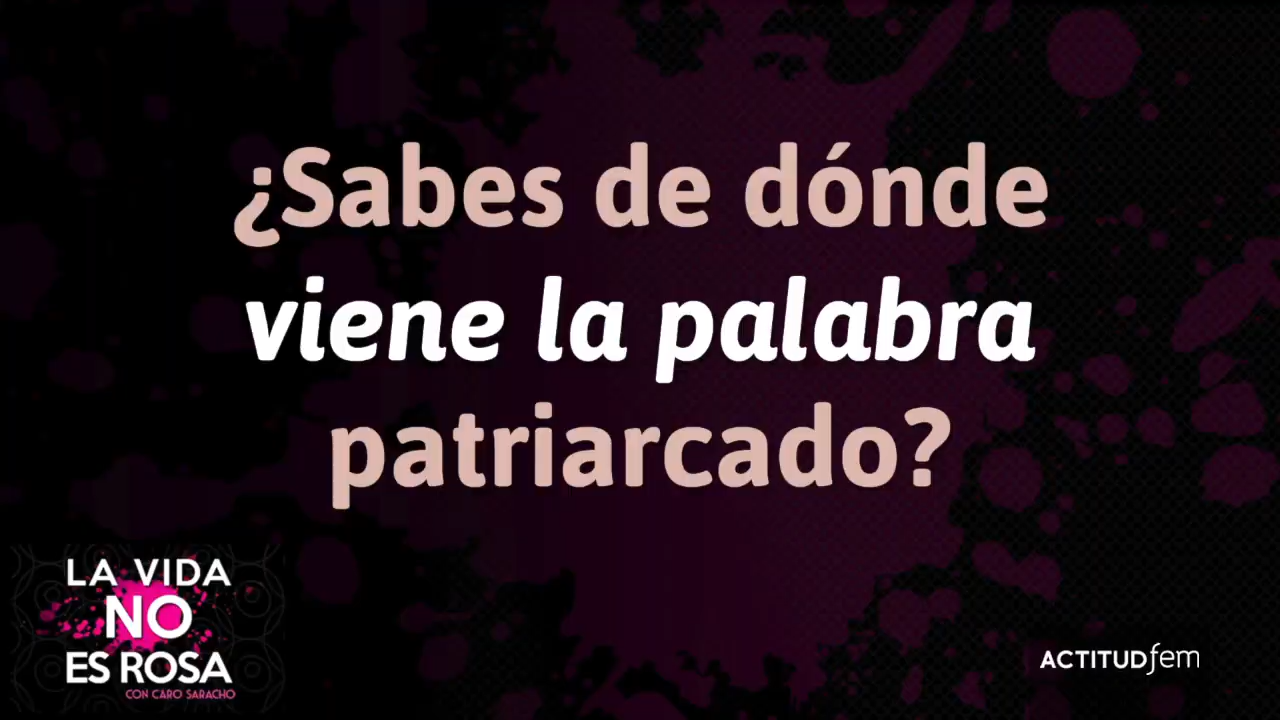 ¿Sabes de dónde
viene la palabra
patriarcado?
LA VIDA
NO
ES ROSA
CON CARO SARACHO
ACTITUDfem